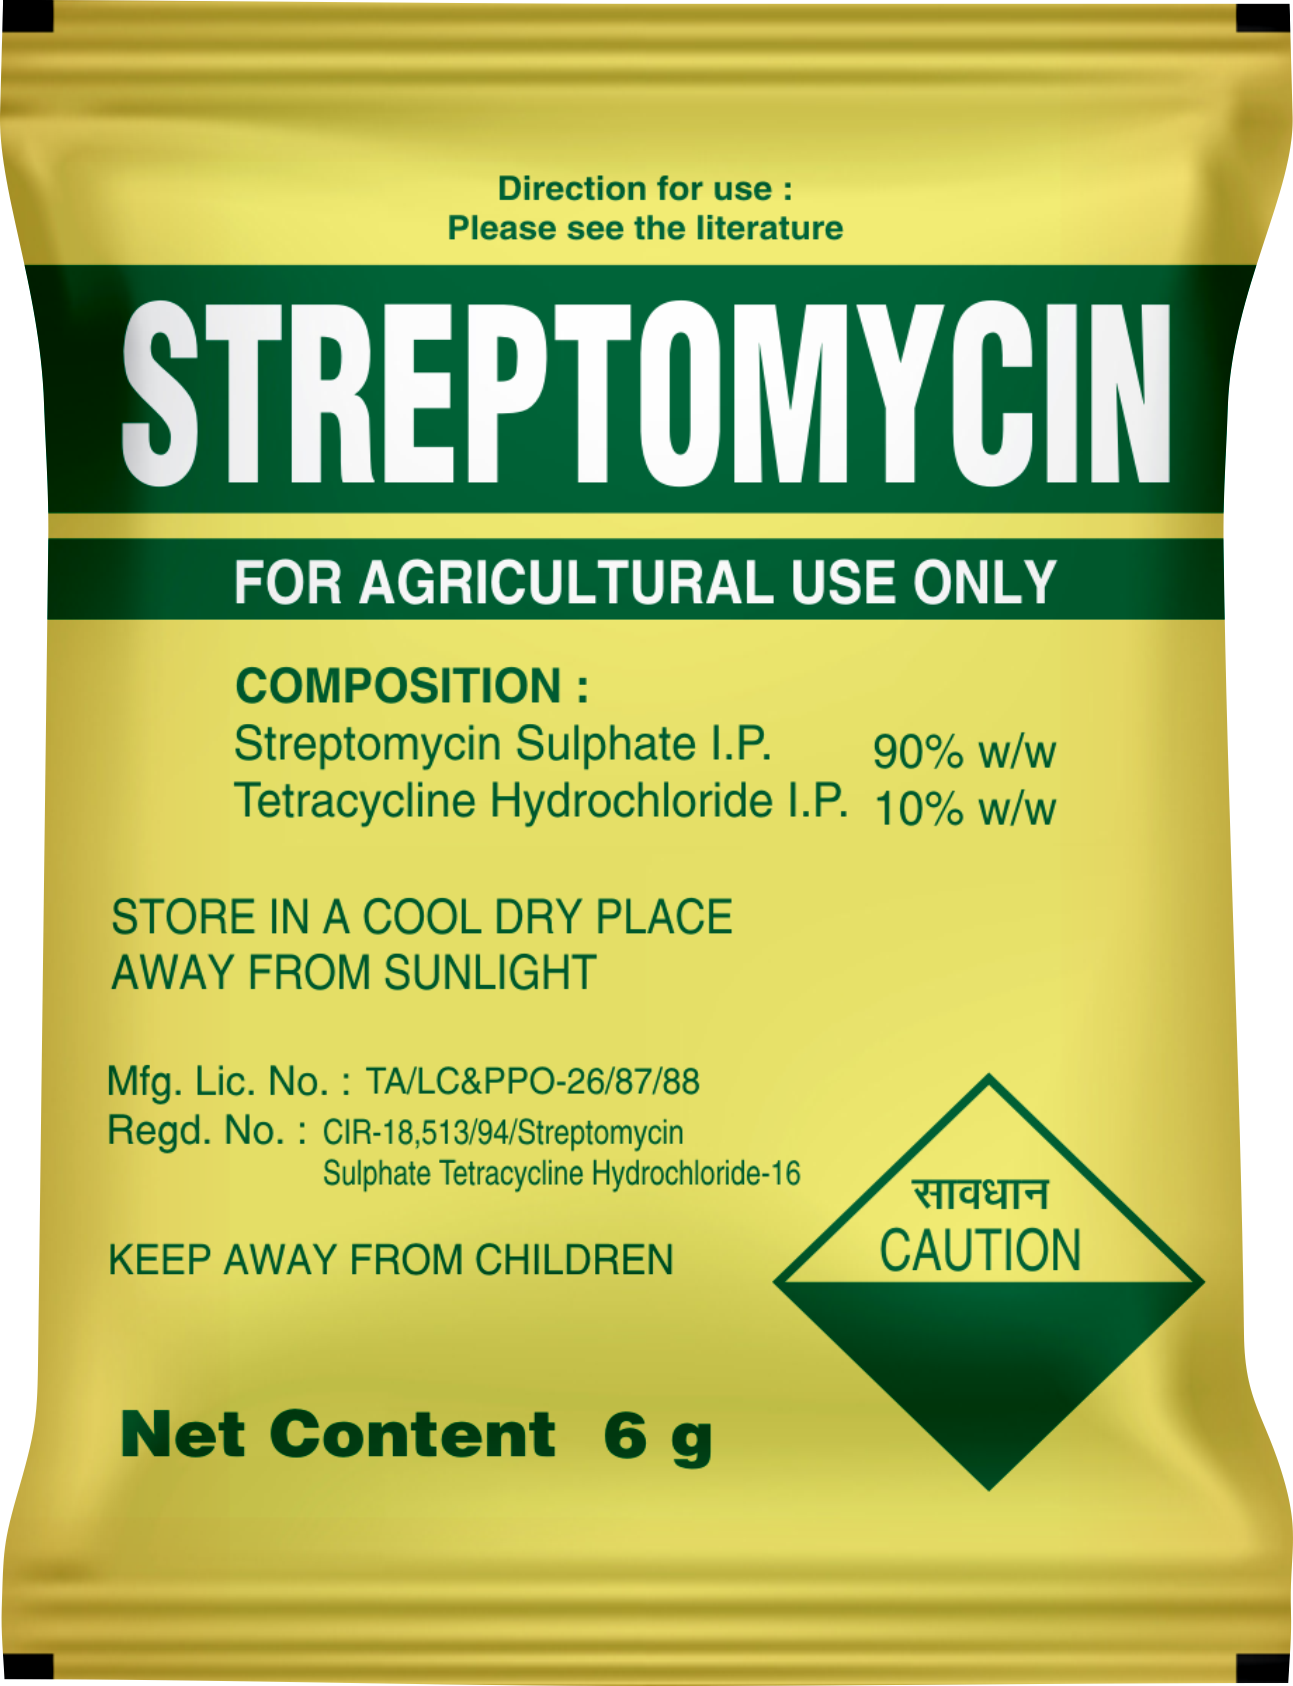 Direction for use :
Please see the literature
STREPTOMYCIN
FOR AGRICULTURAL USE ONLY
COMPOSITION :
Streptomycin Sulphate I.P. 90% w/w
Tetracycline Hydrochloride I.P. 10% w/w
STORE IN A COOL DRY PLACE
AWAY FROM SUNLIGHT
Mfg. Lic. No. : TA/LC&PPO-26/87/88
Regd. No. : CIR-18,513/94/Streptomycin
Sulphate Tetracycline Hydrochloride-16
KEEP AWAY FROM CHILDREN
सावधान
CAUTION
Net Content 6 g